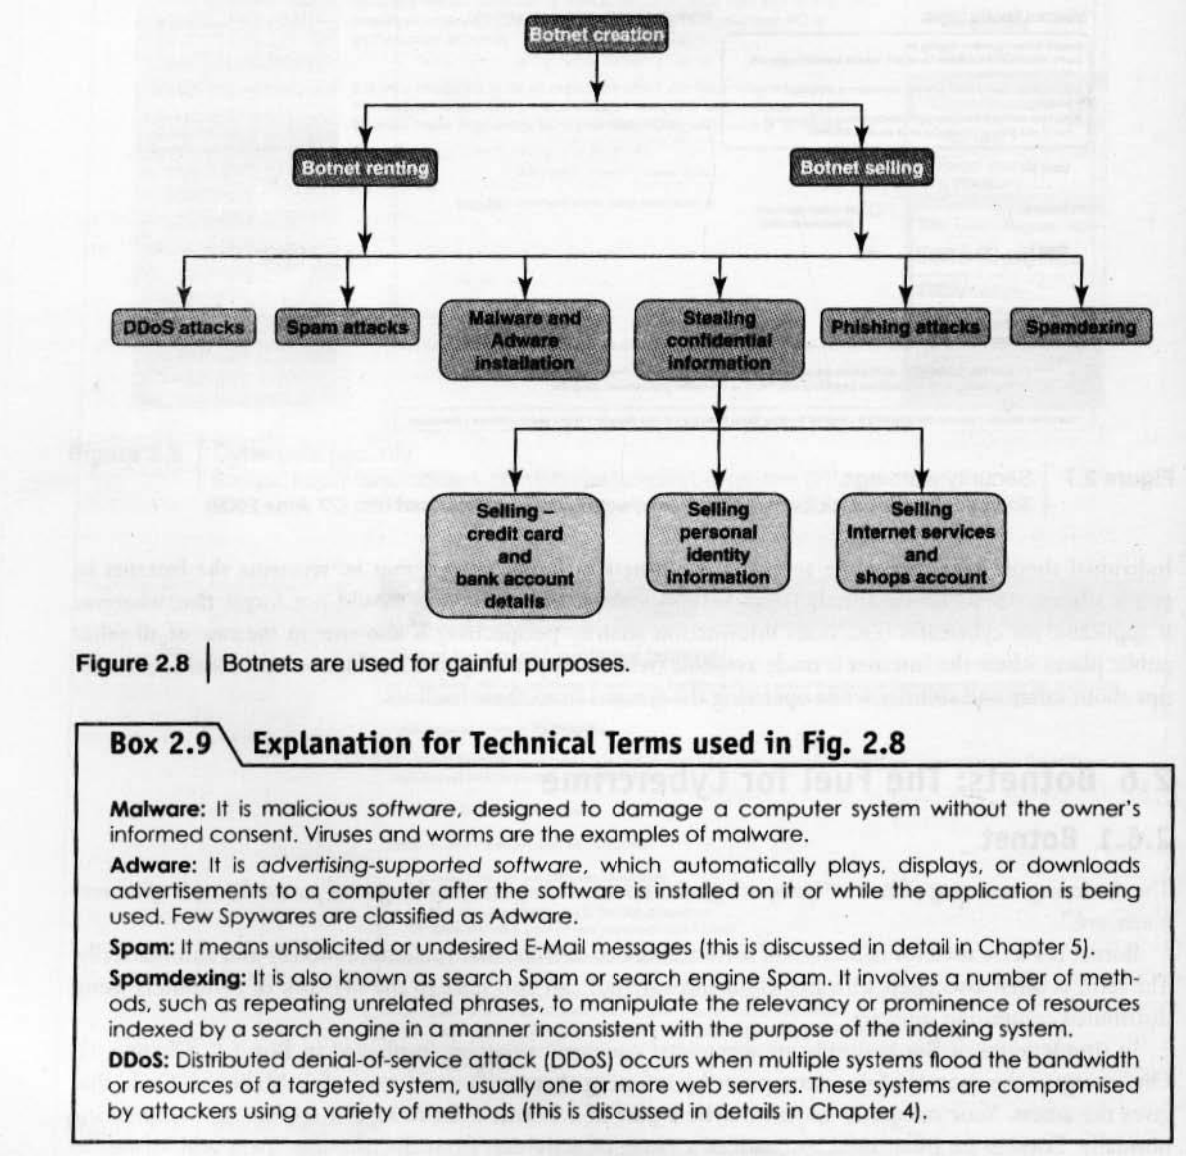 Botnet creation
Botnet renting
Botnet selling
DDoS attacks
Spam attacks
Malware and
Adware
installation
Stealing
confidential
information
Phishing attacks
Spamdexing
Selling –
credit card
and
bank account
details
Selling
personal
identity
information
Selling
Internet services
and
shops account
Figure 2.8 | Botnets are used for gainful purposes.
Box 2.9 Explanation for Technical Terms used in Fig. 2.8
Malware: It is malicious software, designed to damage a computer system without the owner's
informed consent. Viruses and worms are the examples of malware.
Adware: It is advertising-supported software, which automatically plays, displays, or downloads
advertisements to a computer after the software is installed on it or while the application is being
used. Few Spywares are classified as Adware.
Spam: It means unsolicited or undesired E-Mail messages (this is discussed in detail in Chapter 5).
Spamdexing: It is also known as search Spam or search engine Spam. It involves a number of meth-
ods, such as repeating unrelated phrases, to manipulate the relevancy or prominence of resources
indexed by a search engine in a manner inconsistent with the purpose of the indexing system.
DDoS: Distributed denial-of-service attack (DDoS) occurs when multiple systems flood the bandwidth
or resources of a targeted system, usually one or more web servers. These systems are compromised
by attackers using a variety of methods (this is discussed in details in Chapter 4).